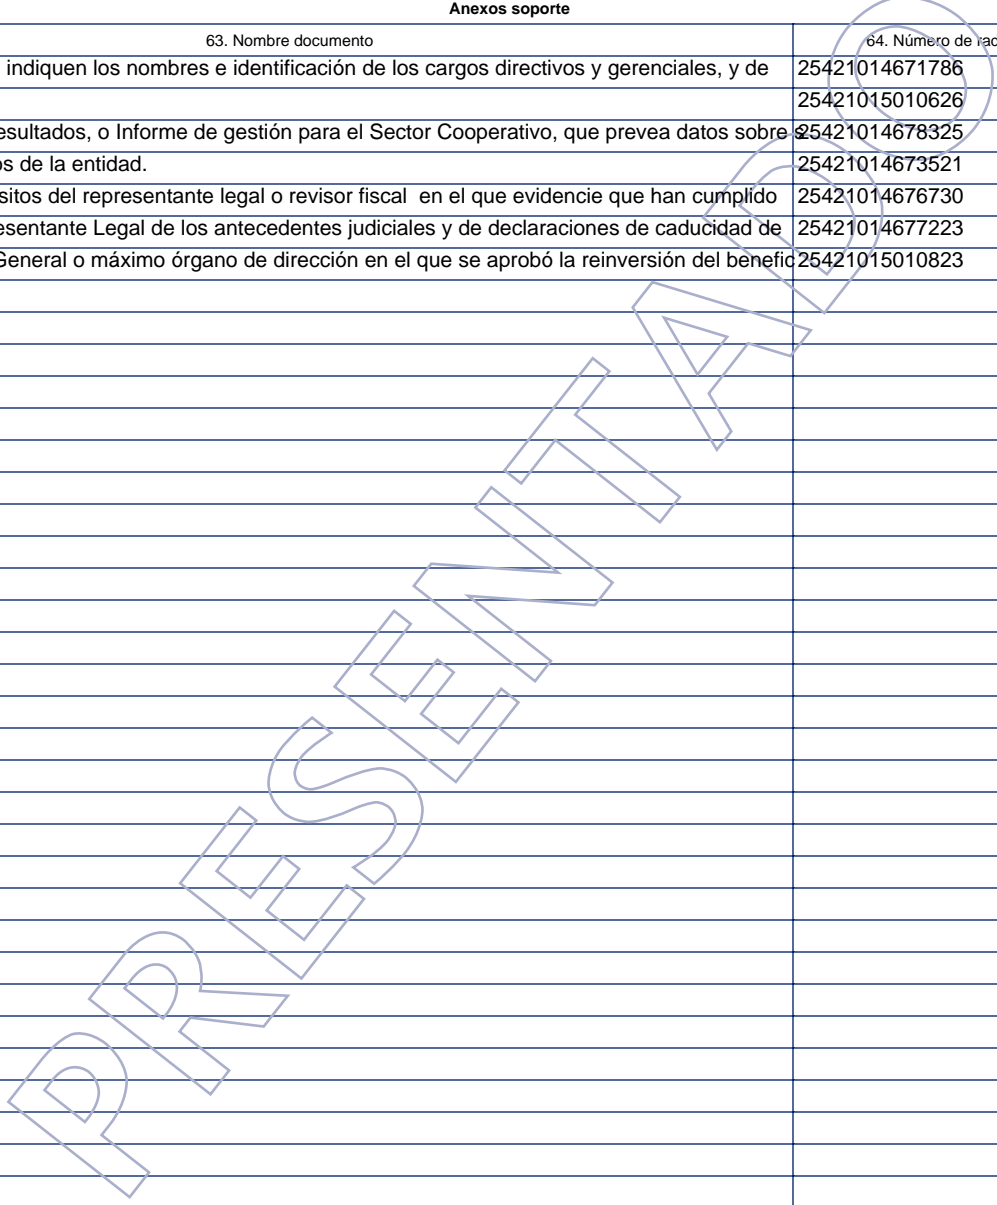 Anexos soporte
63. Nombre documento 64. Número de
indiquen los nombres e identificación de los cargos directivos y gerenciales, y de 25421014671786
25421015010626
esultados, o Informe de gestión para el Sector Cooperativo, que prevea datos sobre 25421014678325
os de la entidad. 25421014673521
sitos del representante legal o revisor fiscal en el que evidencie que han cumplido 25421014676730
esentante Legal de los antecedentes judiciales y de declaraciones de caducidad de 25421014677223
General o máximo órgano de dirección en el que se aprobó la reinversión del benefic 25421015010823
PRESENTADO